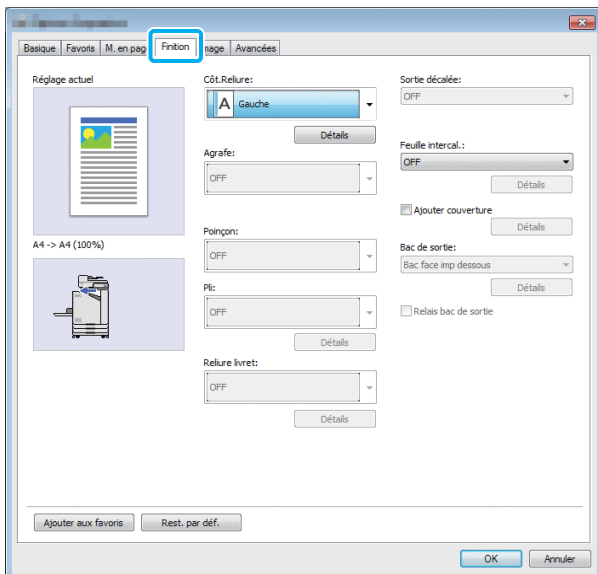 Basique Favoris M. en pag Finition mage Avancées
Réglage actuel
A4 -> A4 (100%)
Côt.Reliure:
A Gauche
Détails
Agrafe:
OFF
Poinçon:
OFF
Pli:
OFF
Détails
Reliure livret:
OFF
Détails
Sortie décalée:
OFF
Feuille intercal.:
OFF
Détails
Ajouter couverture
Détails
Bac de sortie:
Bac face imp dessous
Détails
Relais bac de sortie
Ajouter aux favoris Rest. par déf.
OK Annuler